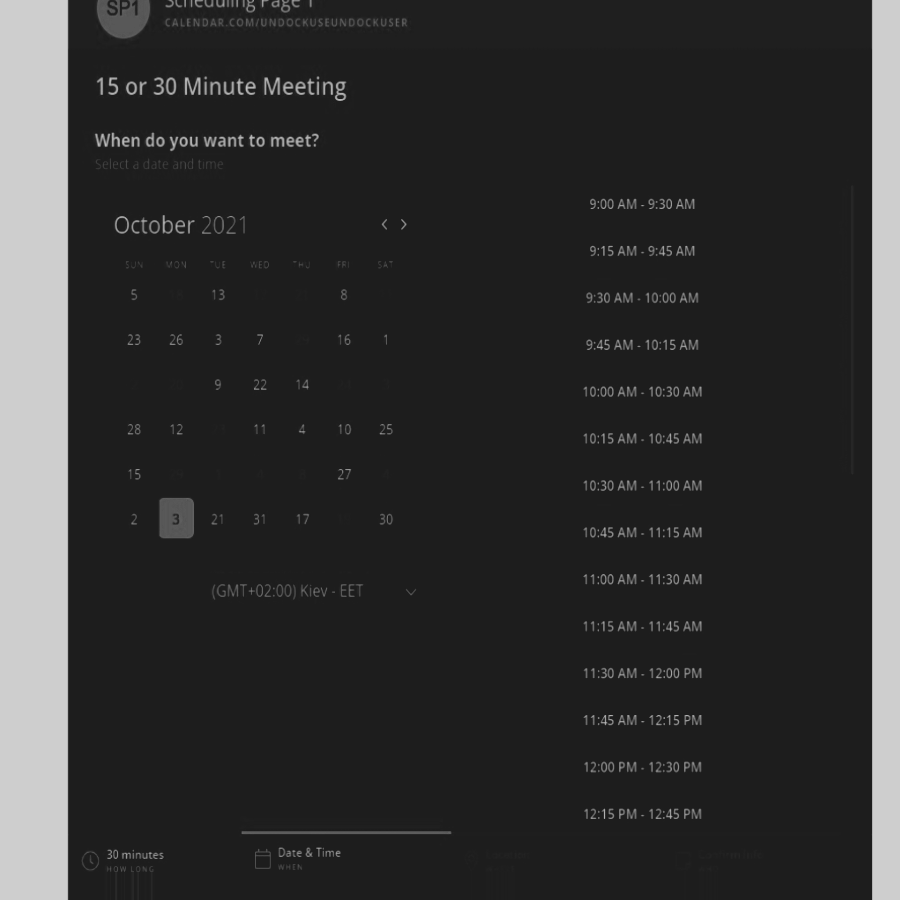 SP1
Scheduling Page 1
CALENDAR.COM/UNDOCKUSEUNDOCKUSER
15 or 30 Minute Meeting
When do you want to meet?
Select a date and time
October 2021
SUN MON TUE WED THU FRI SAT
5 13 8
23 26 3 7 16 1
9 22 14
28 12 11 4 10 25
15 27
2 3 21 31 17 30
(GMT+02:00) Kiev - EET
9:00 AM - 9:30 AM
9:15 AM - 9:45 AM
9:30 AM - 10:00 AM
9:45 AM - 10:15 AM
10:00 AM - 10:30 AM
10:15 AM - 10:45 AM
10:30 AM - 11:00 AM
10:45 AM - 11:15 AM
11:00 AM - 11:30 AM
11:15 AM - 11:45 AM
11:30 AM - 12:00 PM
11:45 AM - 12:15 PM
12:00 PM - 12:30 PM
12:15 PM - 12:45 PM
30 minutes
HOW LONG
Date & Time
WHEN